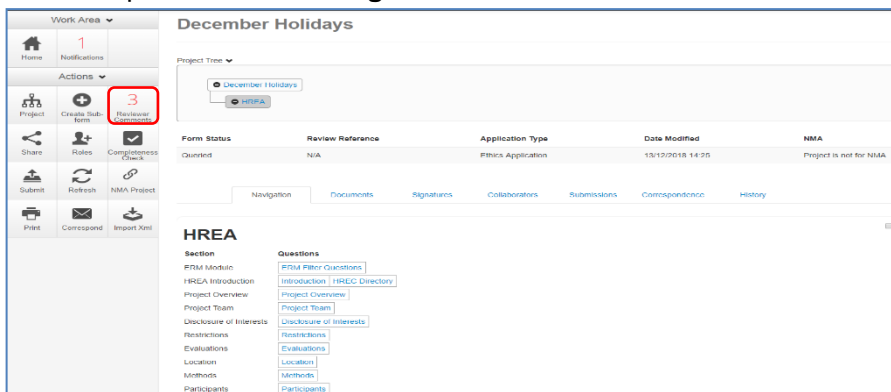 Work Area
December Holidays
1
Home
Notifications
Project Tree
Actions
December Holidays
HREA
3
Project
Create Sub-form
Reviewer Comments
Form Status
Review Reference
Application Type
Date Modified
NMA
Queried
N/A
Ethics Application
13/12/2018 14:25
Project is not for NMA
Share
Roles
Completeness Check
Submit
Refresh
NMA Project
Navigation
Documents
Signatures
Collaborators
Submissions
Correspondence
History
Print
Correspond
Import Xml
HREA
Section
Questions
ERM Module
ERM Filter Questions
HREA Introduction
Introduction
HREC Directory
Project Overview
Project Overview
Project Team
Project Team
Disclosure of Interests
Disclosure of Interests
Restrictions
Restrictions
Evaluations
Evaluations
Location
Location
Methods
Methods
Participants
Participants